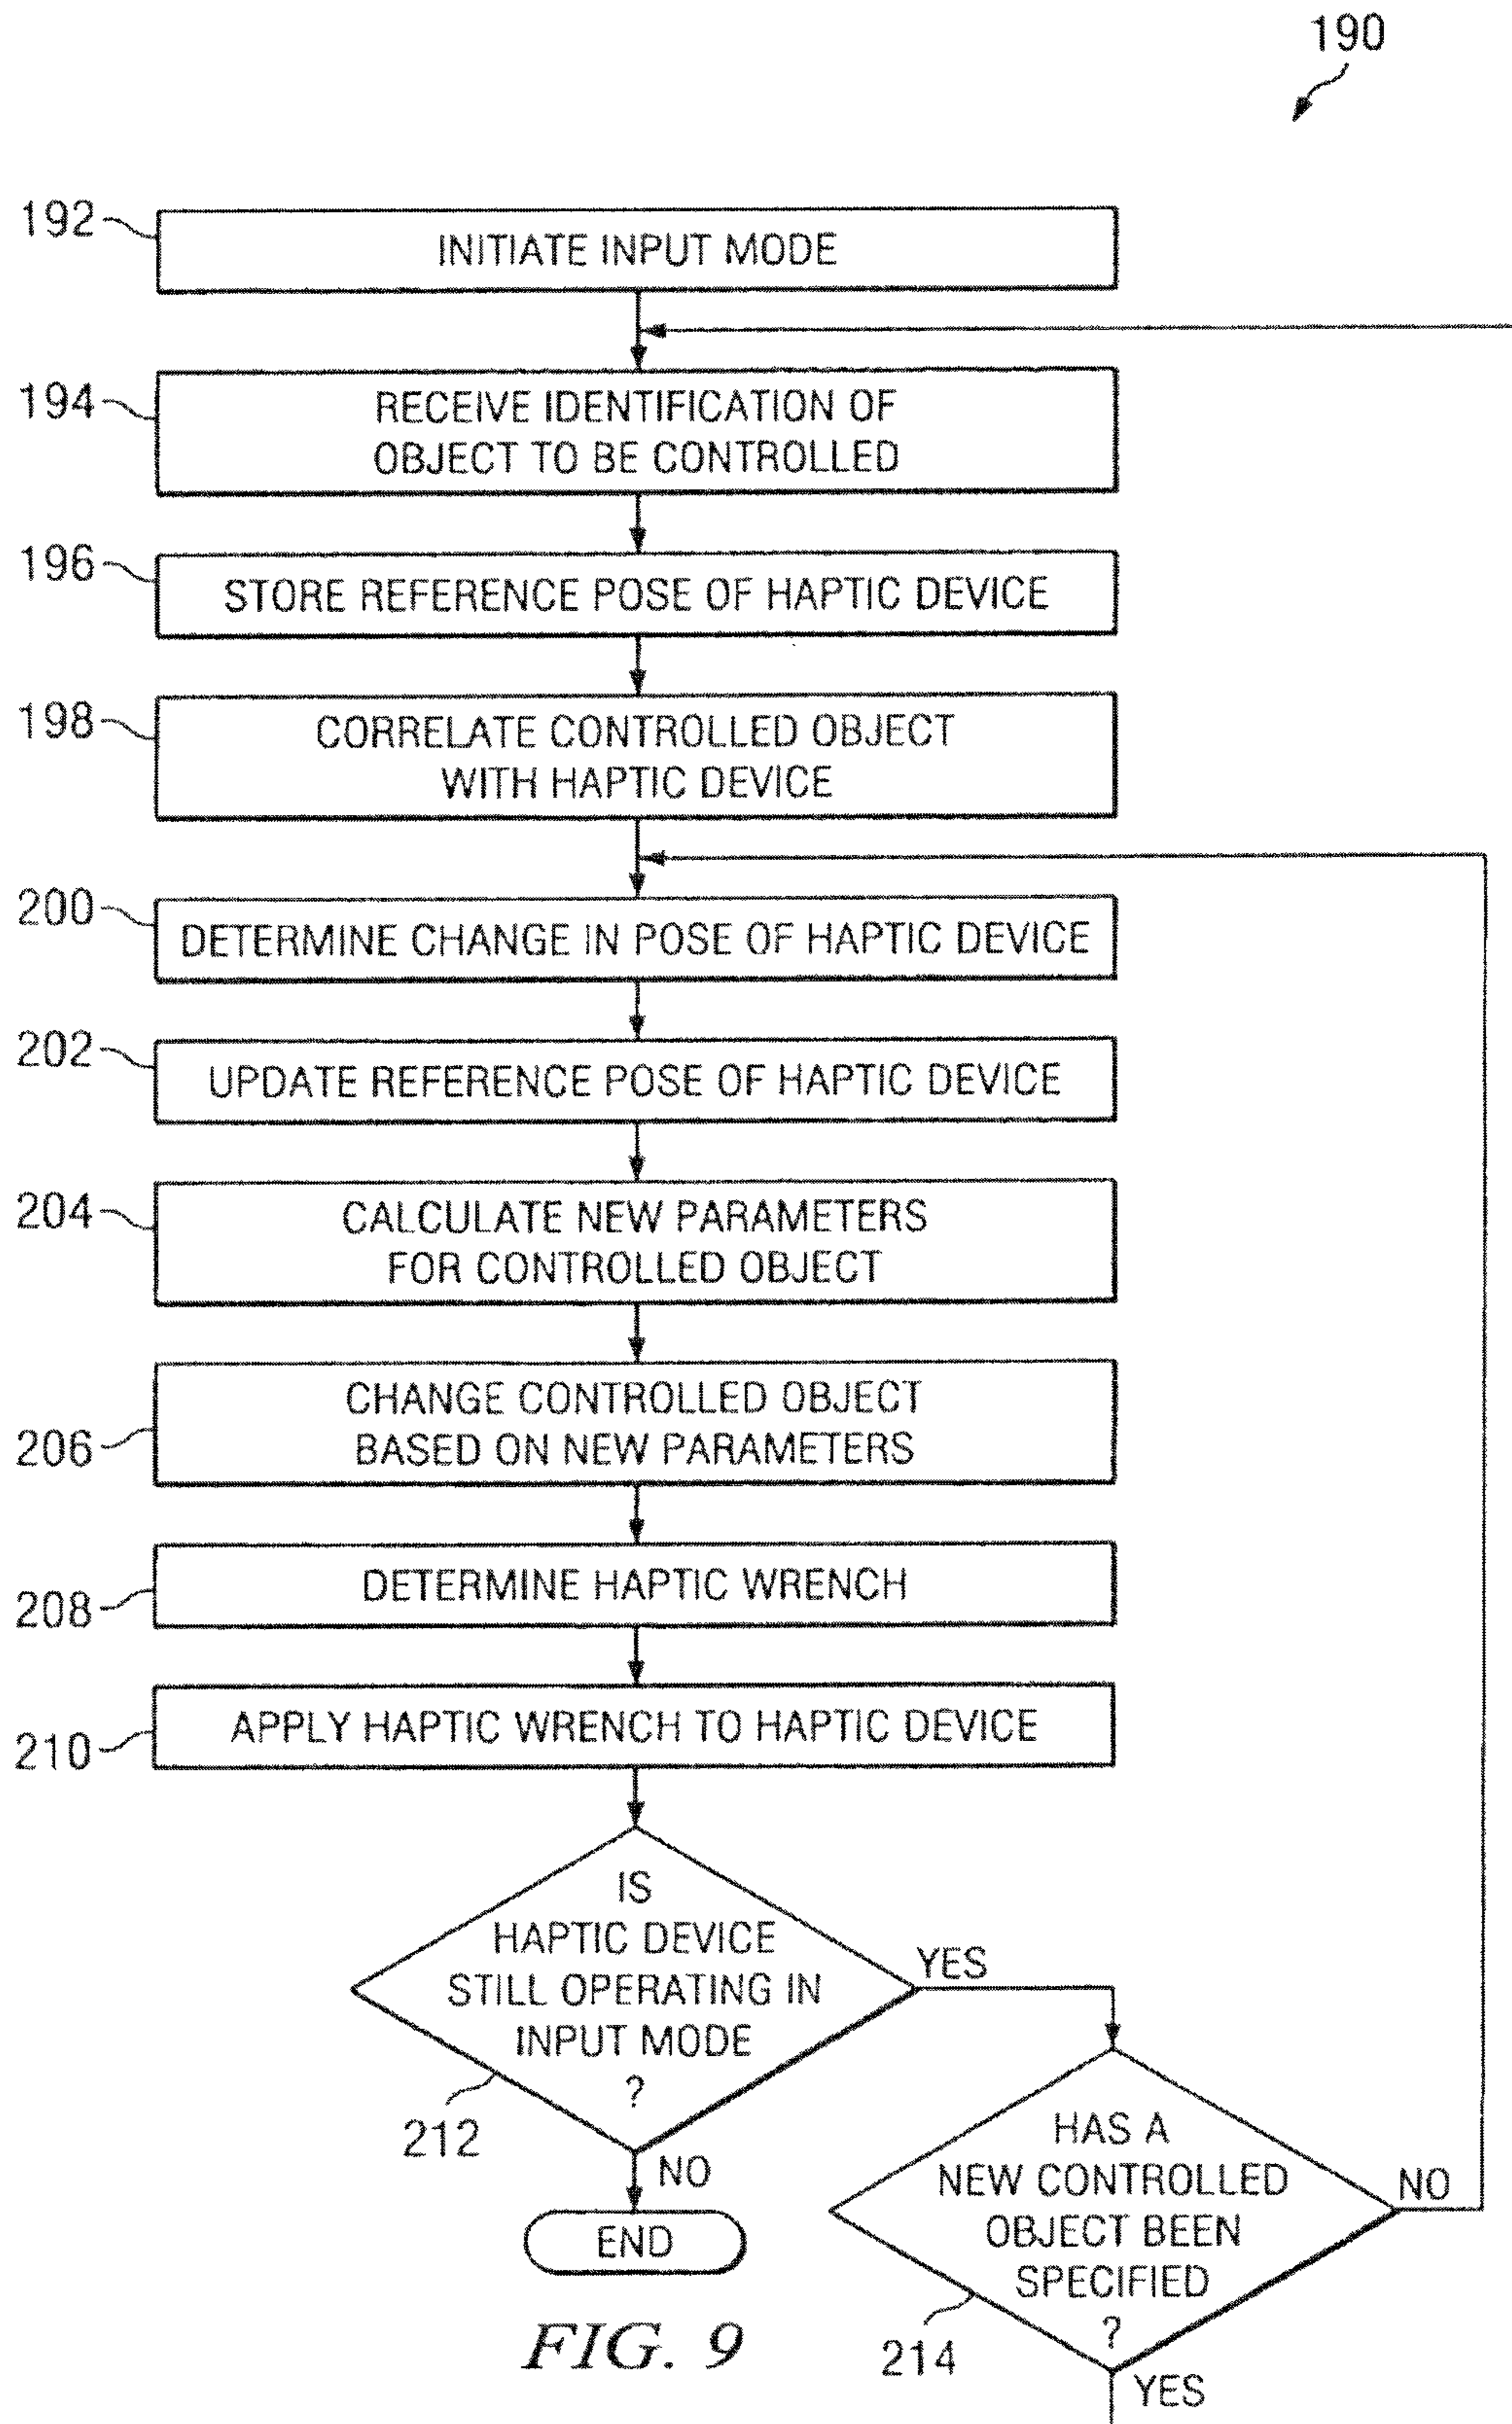 190
192
INITIATE INPUT MODE
194
RECEIVE IDENTIFICATION OF
OBJECT TO BE CONTROLLED
196
STORE REFERENCE POSE OF HAPTIC DEVICE
198
CORRELATE CONTROLLED OBJECT
WITH HAPTIC DEVICE
200
DETERMINE CHANGE IN POSE OF HAPTIC DEVICE
202
UPDATE REFERENCE POSE OF HAPTIC DEVICE
204
CALCULATE NEW PARAMETERS
FOR CONTROLLED OBJECT
206
CHANGE CONTROLLED OBJECT
BASED ON NEW PARAMETERS
208
DETERMINE HAPTIC WRENCH
210
APPLY HAPTIC WRENCH TO HAPTIC DEVICE
IS
HAPTIC DEVICE
STILL OPERATING IN
INPUT MODE
?
YES
212
NO
END
HAS A
NEW CONTROLLED
OBJECT BEEN
SPECIFIED
?
NO
214
YES
FIG. 9